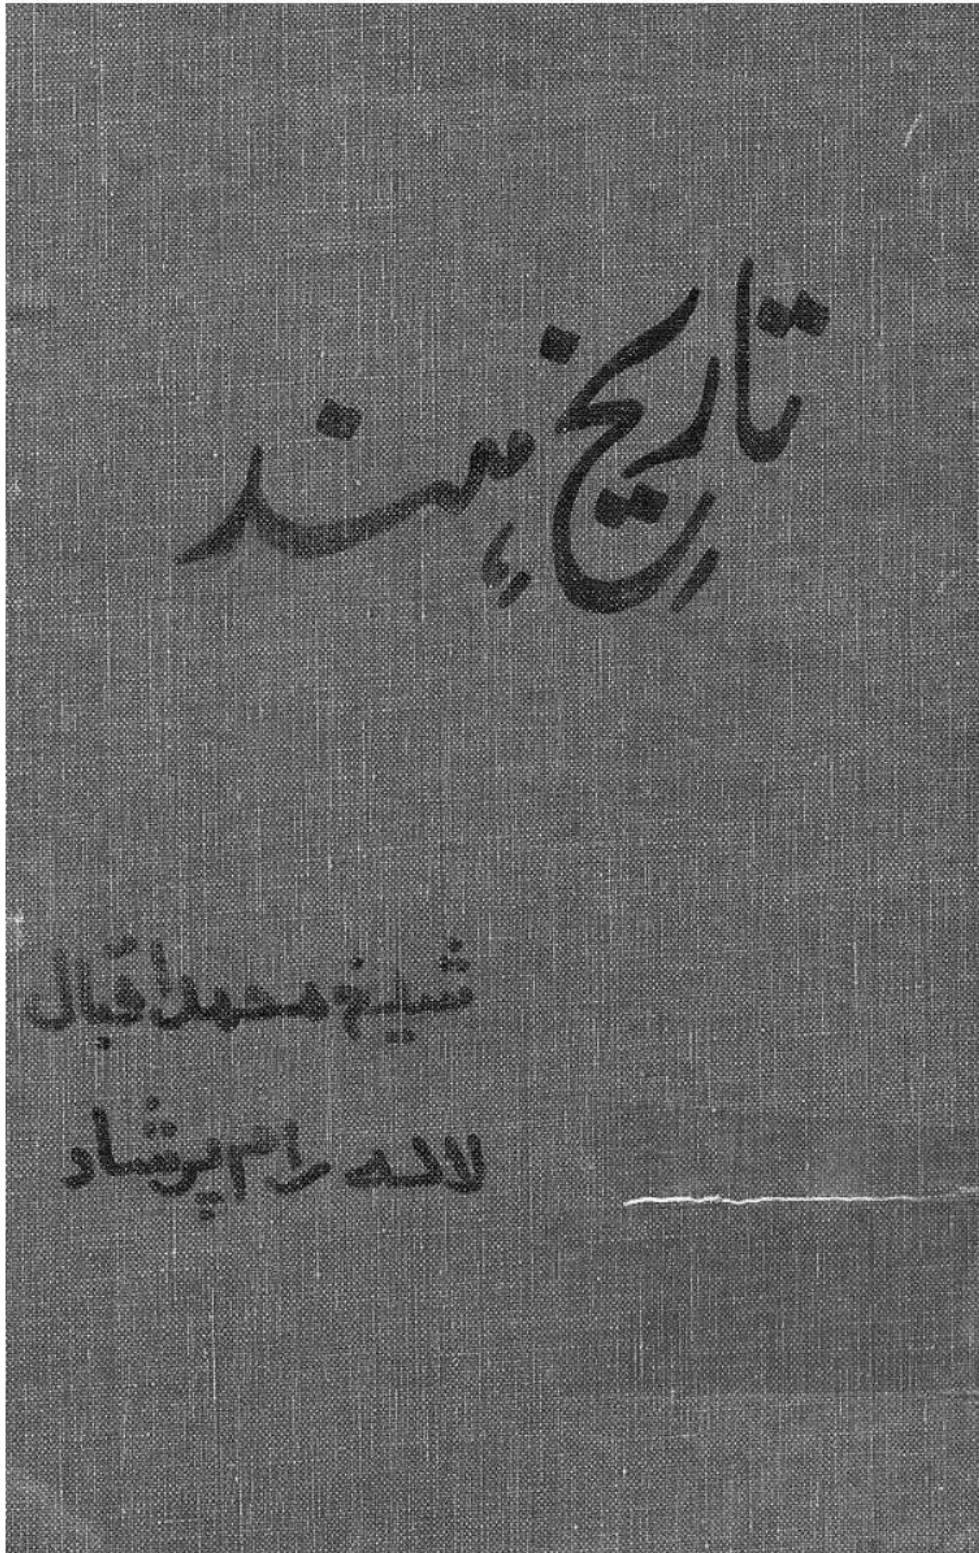 تاریخِ ہند
شیخ محمد اقبال
لالہ رام پرشاد